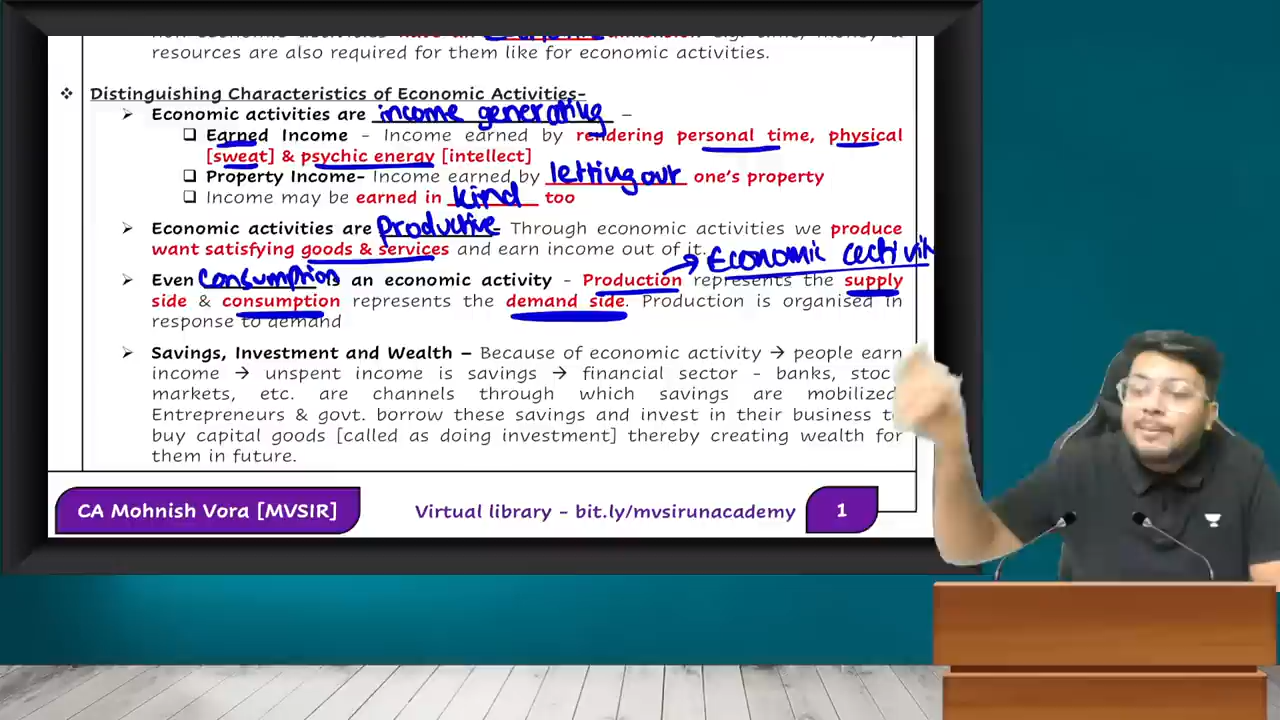 resources are also required for them like for economic activities.
❖ Distinguishing Characteristics of Economic Activities-
➢ Economic activities are income generating –
❑ Earned Income - Income earned by rendering personal time, physical
[sweat] & psychic energy [intellect]
❑ Property Income- Income earned by letting out one's property
❑ Income may be earned in kind too
➢ Economic activities are Productive - Through economic activities we produce
want satisfying goods & services and earn income out of it.
Economic activity
➢ Even Consumption is an economic activity - Production represents the supply
side & consumption represents the demand side. Production is organised in
response to demand
➢ Savings, Investment and Wealth – Because of economic activity → people earn
income → unspent income is savings → financial sector - banks, stoc
markets, etc. are channels through which savings are mobilized.
Entrepreneurs & govt. borrow these savings and invest in their business t
buy capital goods [called as doing investment] thereby creating wealth for
them in future.
CA Mohnish Vora [MVSIR]
Virtual library - bit.ly/mvsirunacademy
1